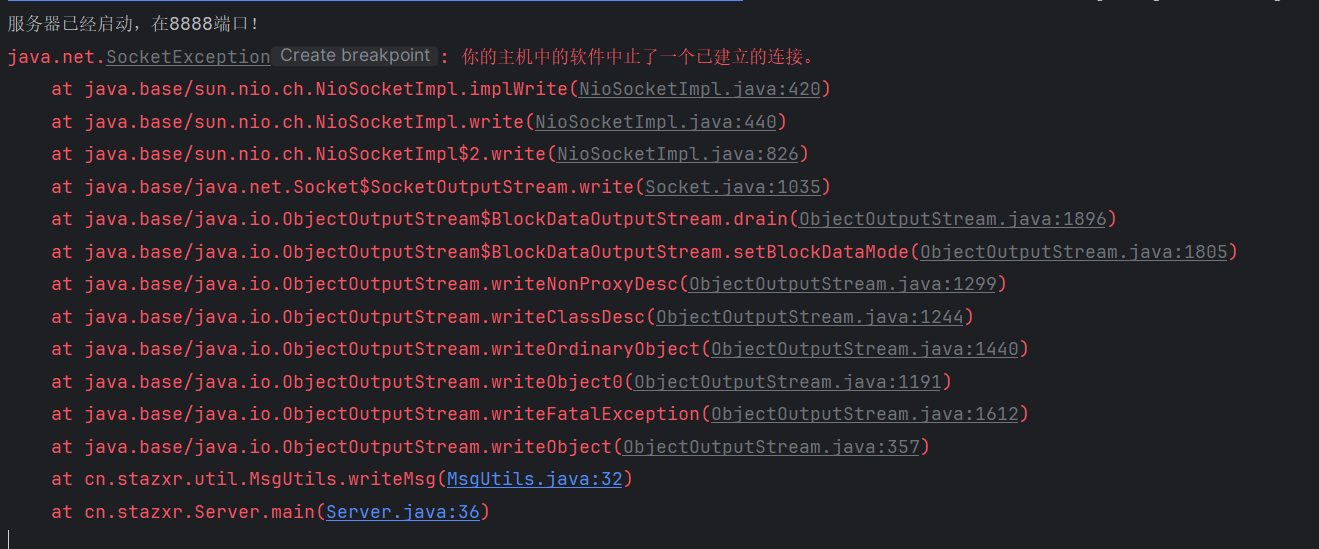 服务器已经启动，在8888端口！
java.net.SocketException Create breakpoint : 你的主机中的软件中止了一个已建立的连接。
at java.base/sun.nio.ch.NioSocketImpl.implWrite(NioSocketImpl.java:420)
at java.base/sun.nio.ch.NioSocketImpl.write(NioSocketImpl.java:440)
at java.base/sun.nio.ch.NioSocketImpl$2.write(NioSocketImpl.java:826)
at java.base/java.net.Socket$SocketOutputStream.write(Socket.java:1035)
at java.base/java.io.ObjectOutputStream$BlockDataOutputStream.drain(ObjectOutputStream.java:1896)
at java.base/java.io.ObjectOutputStream$BlockDataOutputStream.setBlockDataMode(ObjectOutputStream.java:1805)
at java.base/java.io.ObjectOutputStream.writeNonProxyDesc(ObjectOutputStream.java:1299)
at java.base/java.io.ObjectOutputStream.writeClassDesc(ObjectOutputStream.java:1244)
at java.base/java.io.ObjectOutputStream.writeOrdinaryObject(ObjectOutputStream.java:1440)
at java.base/java.io.ObjectOutputStream.writeObject0(ObjectOutputStream.java:1191)
at java.base/java.io.ObjectOutputStream.writeFatalException(ObjectOutputStream.java:1612)
at java.base/java.io.ObjectOutputStream.writeObject(ObjectOutputStream.java:357)
at cn.stazxr.util.MsgUtils.writeMsg(MsgUtils.java:32)
at cn.stazxr.Server.main(Server.java:36)